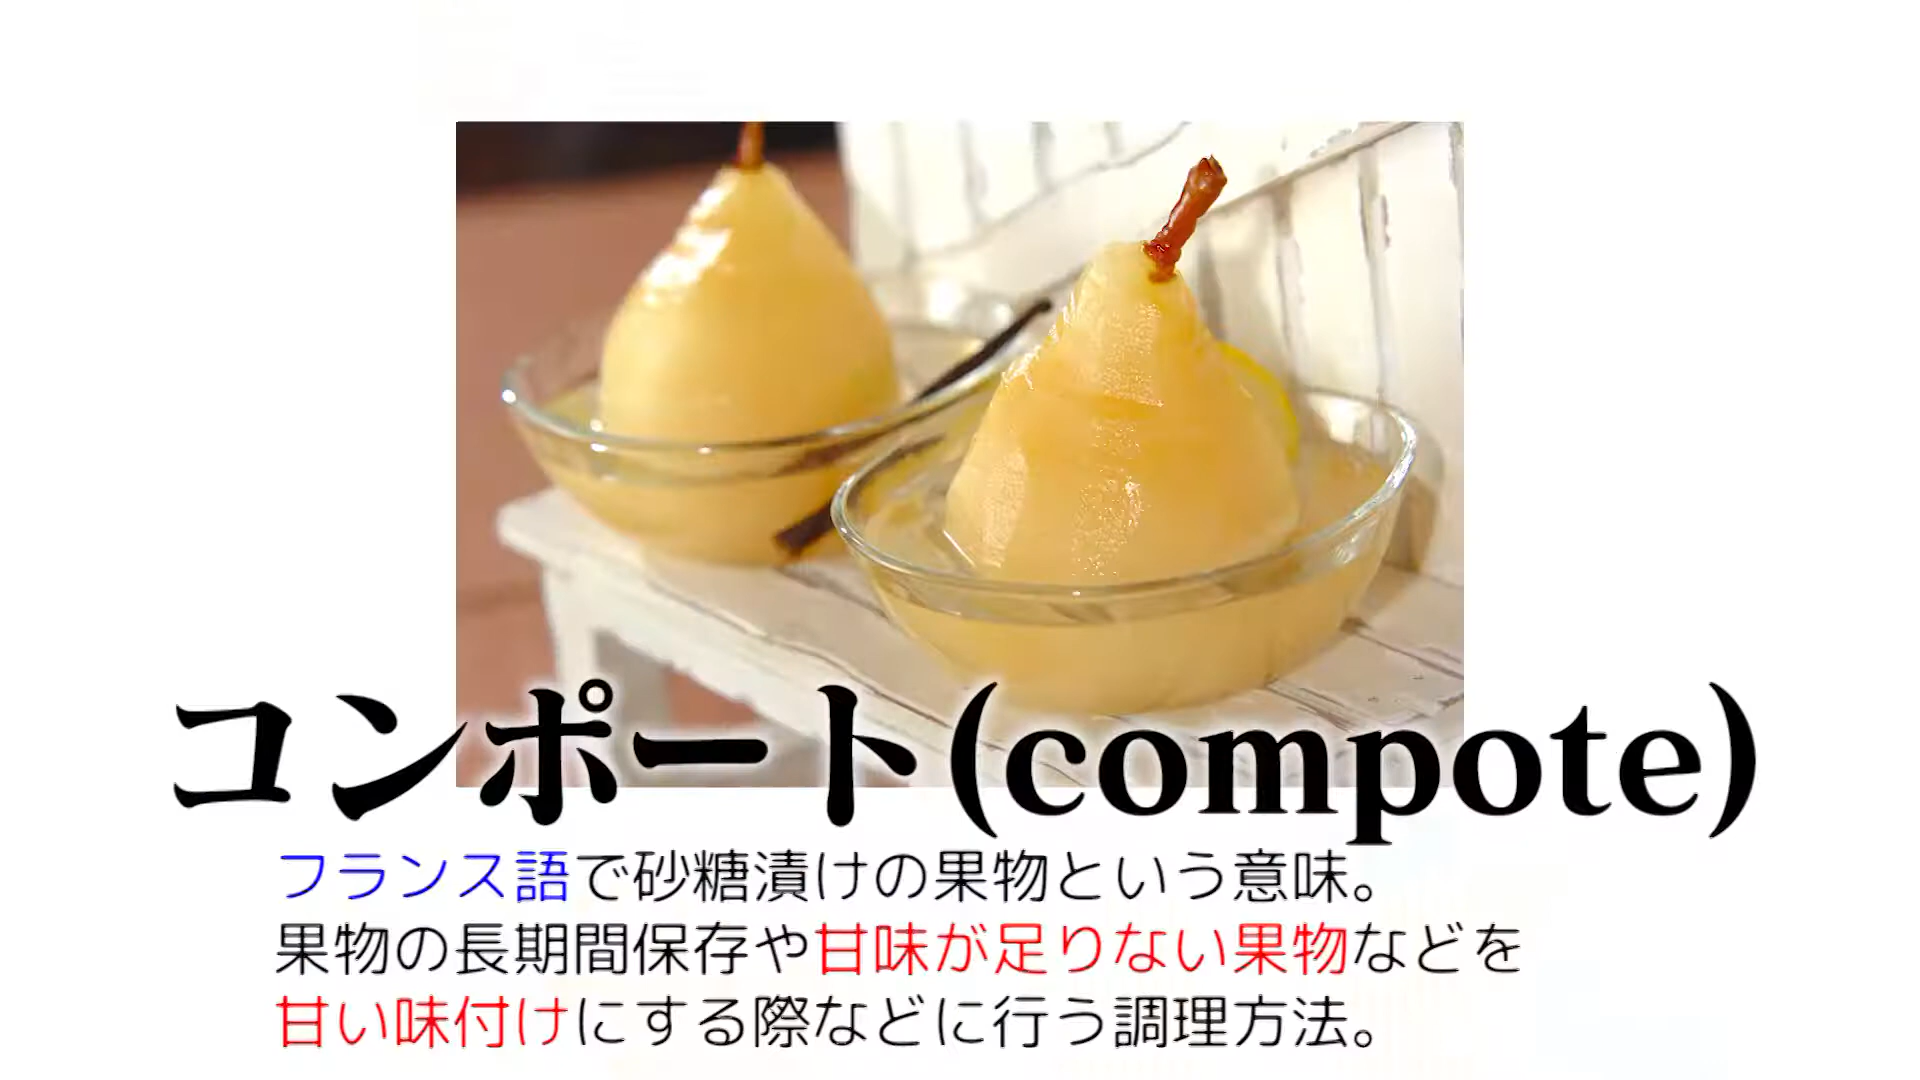 コンポート(compote)
フランス語で砂糖漬けの果物という意味。
果物の長期間保存や甘味が足りない果物などを
甘い味付けにする際などに行う調理方法。